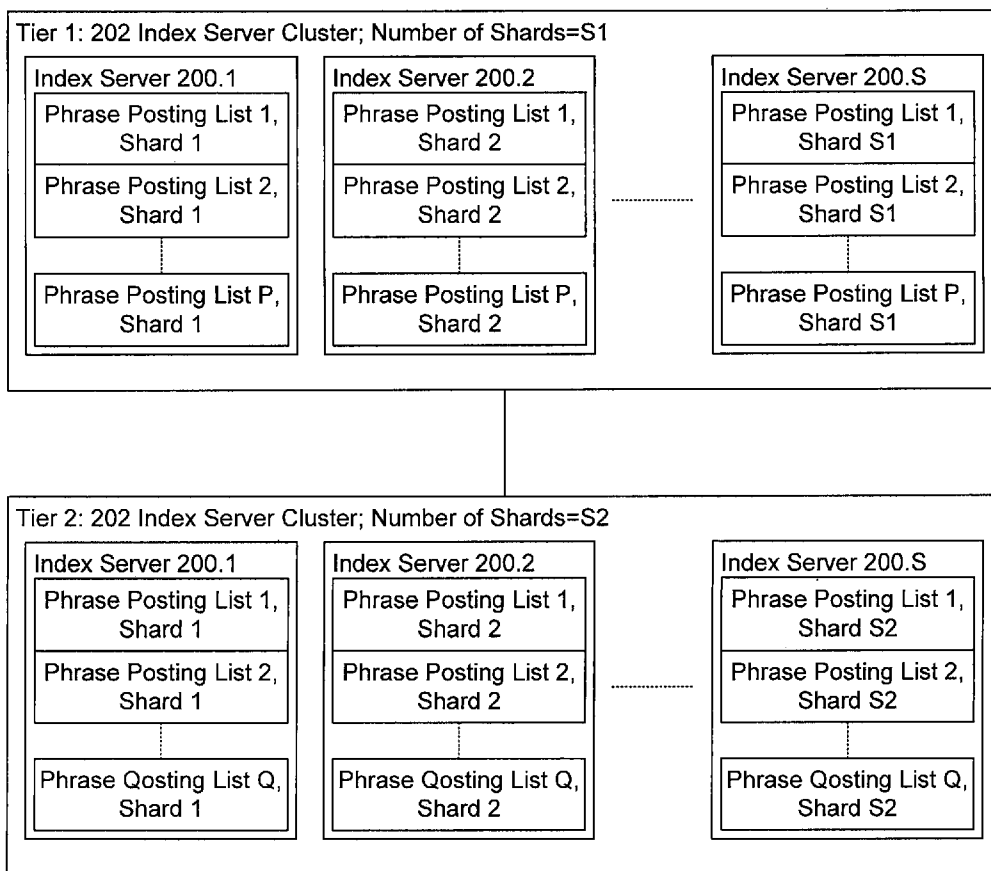 Tier 1: 202 Index Server Cluster; Number of Shards=S1
Index Server 200.1
Phrase Posting List 1,
Shard 1
Phrase Posting List 2,
Shard 1
Phrase Posting List P,
Shard 1
Index Server 200.2
Phrase Posting List 1,
Shard 2
Phrase Posting List 2,
Shard 2
Phrase Posting List P,
Shard 2
Index Server 200.S
Phrase Posting List 1,
Shard S1
Phrase Posting List 2,
Shard S1
Phrase Posting List P,
Shard S1
Tier 2: 202 Index Server Cluster; Number of Shards=S2
Index Server 200.1
Phrase Posting List 1,
Shard 1
Phrase Posting List 2,
Shard 1
Phrase Qosting List Q,
Shard 1
Index Server 200.2
Phrase Posting List 1,
Shard 2
Phrase Posting List 2,
Shard 2
Phrase Qosting List Q,
Shard 2
Index Server 200.S
Phrase Posting List 1,
Shard S2
Phrase Posting List 2,
Shard S2
Phrase Qosting List Q,
Shard S2